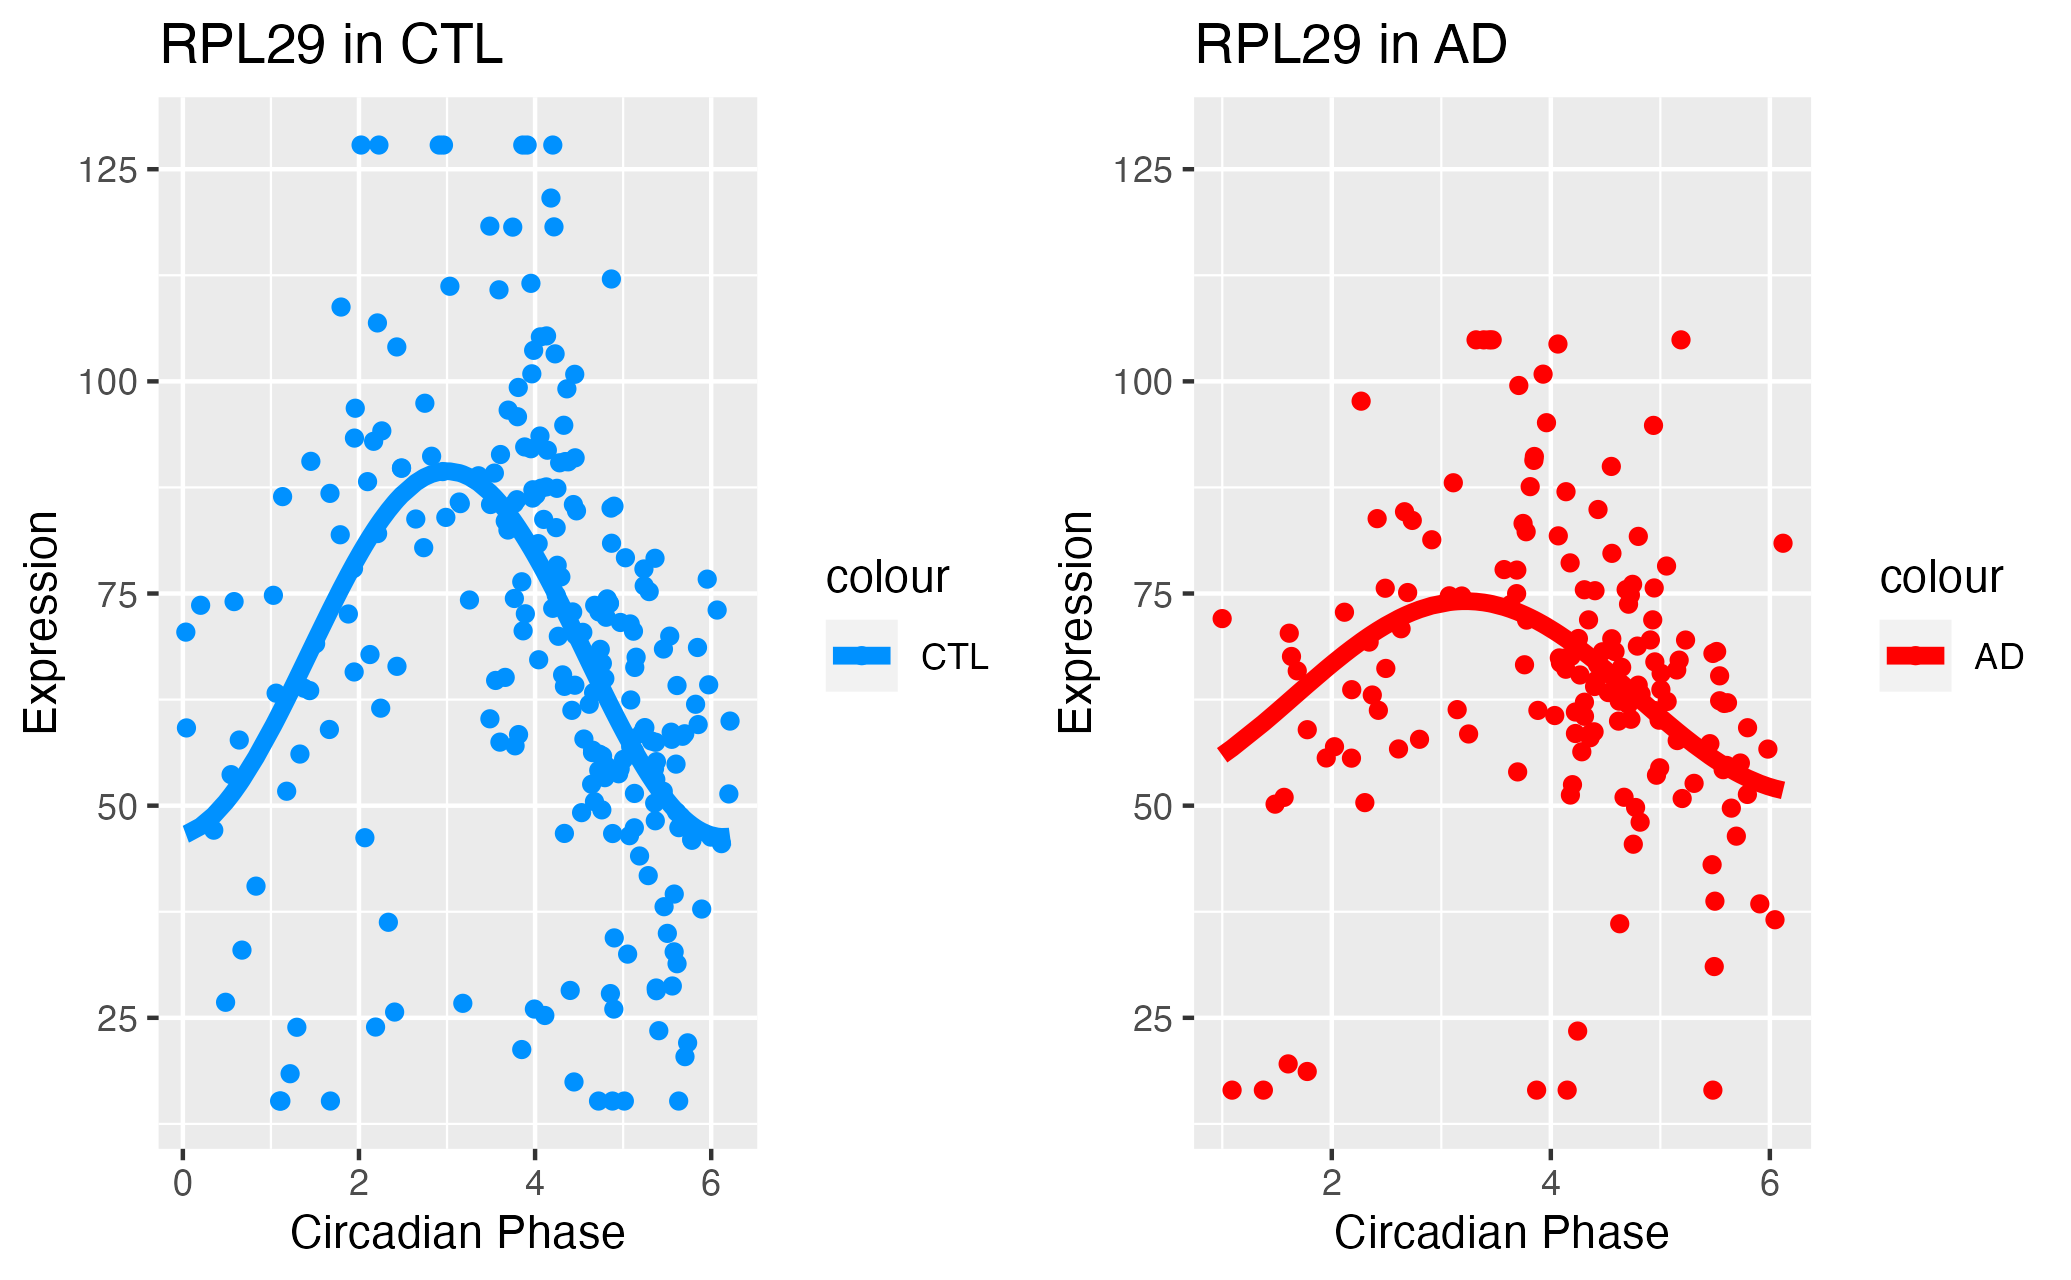 RPL29 in CTL
Expression
125
100
75
50
25
0 2 4 6
Circadian Phase
colour
CTL
RPL29 in AD
Expression
125
100
75
50
25
2 4 6
Circadian Phase
colour
AD